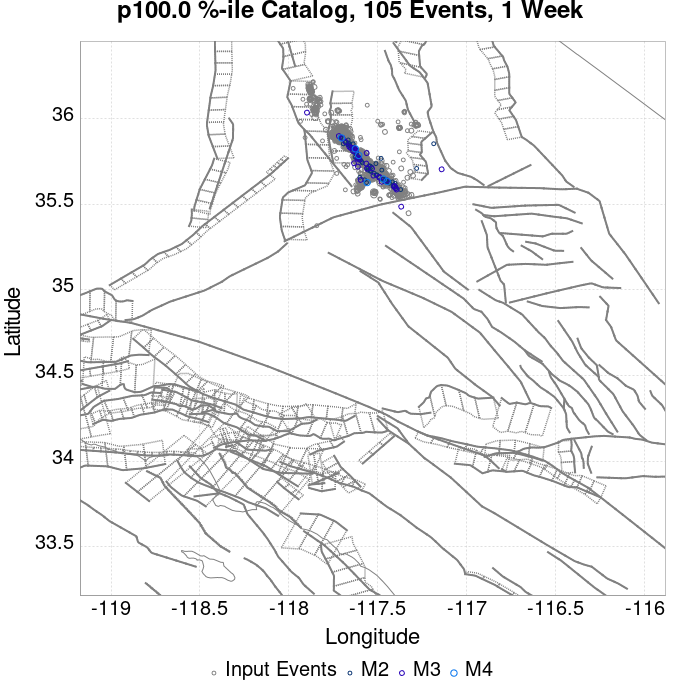 p100.0 %-ile Catalog, 105 Events, 1 Week
Latitude
36
35.5
35
34.5
34
33.5
-119
-118.5
-118
-117.5
-117
-116.5
-116
Longitude
Input Events
M2
M3
M4